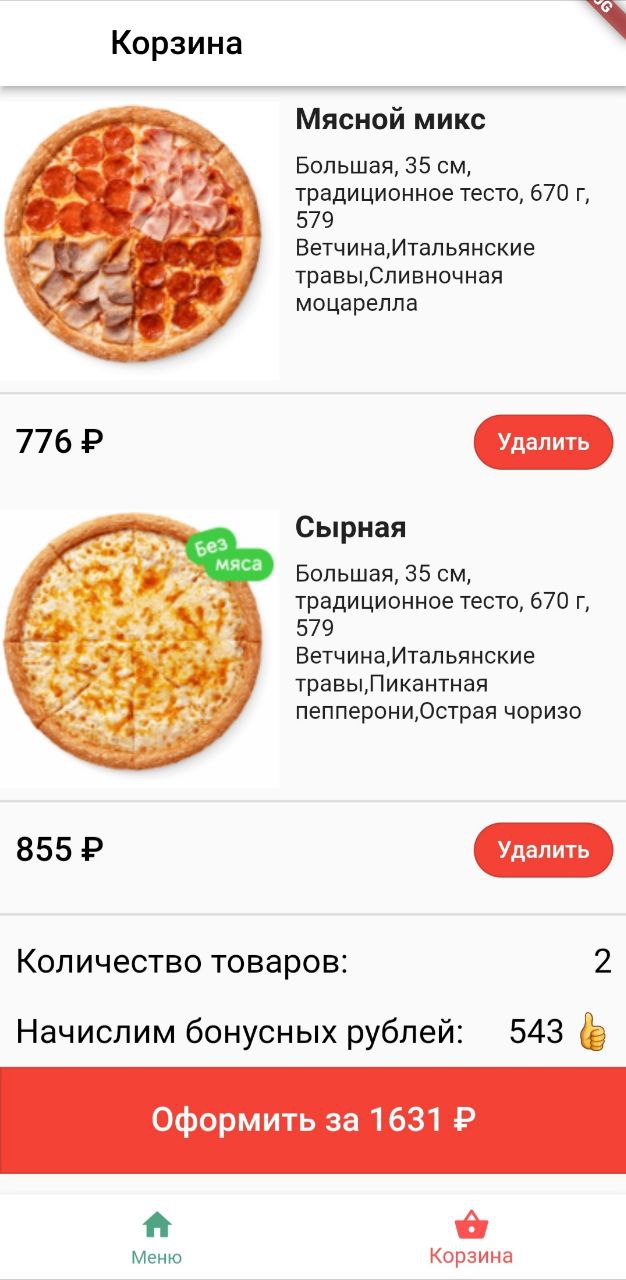 Корзина
Мясной микс
Большая, 35 см,
традиционное тесто, 670 г,
579
Ветчина,Итальянские
травы,Сливночная
моцарелла
776 ₽
Удалить
Без
мяса
Сырная
Большая, 35 см,
традиционное тесто, 670 г,
579
Ветчина,Итальянские
травы,Пикантная
пепперони,Острая чоризо
855 ₽
Удалить
Количество товаров: 2
Начислим бонусных рублей: 543 👍
Оформить за 1631 ₽
Меню
Корзина